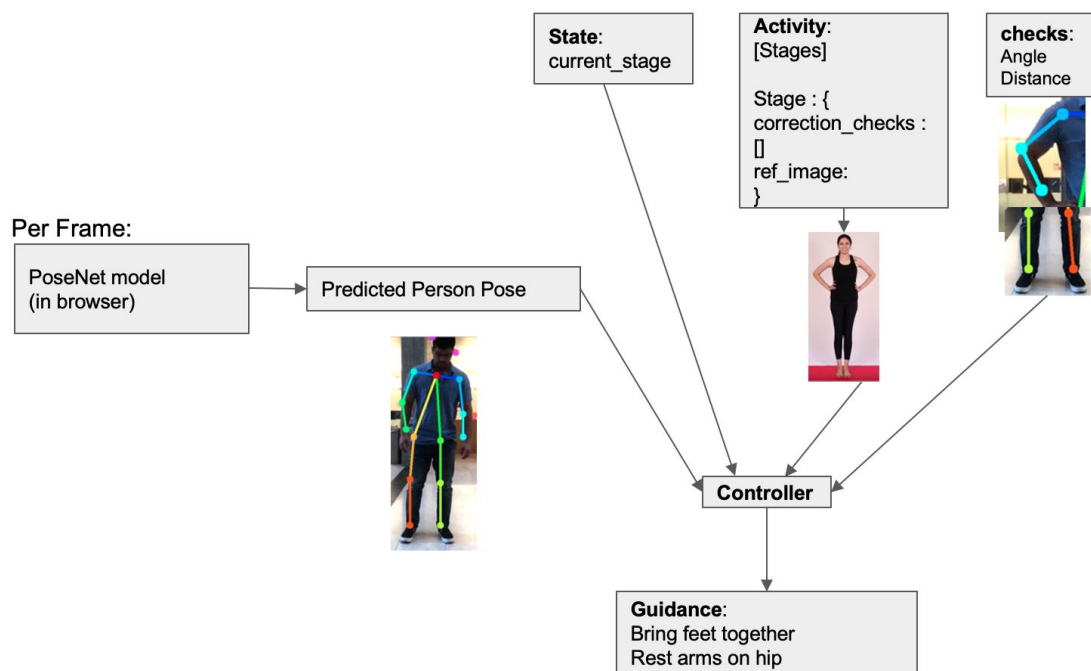 State:
current_stage
Activity:
[Stages]
Stage : {
correction_checks :
[]
ref_image:
}
checks:
Angle
Distance
Per Frame:
PoseNet model
(in browser)
Predicted Person Pose
Controller
Guidance:
Bring feet together
Rest arms on hip